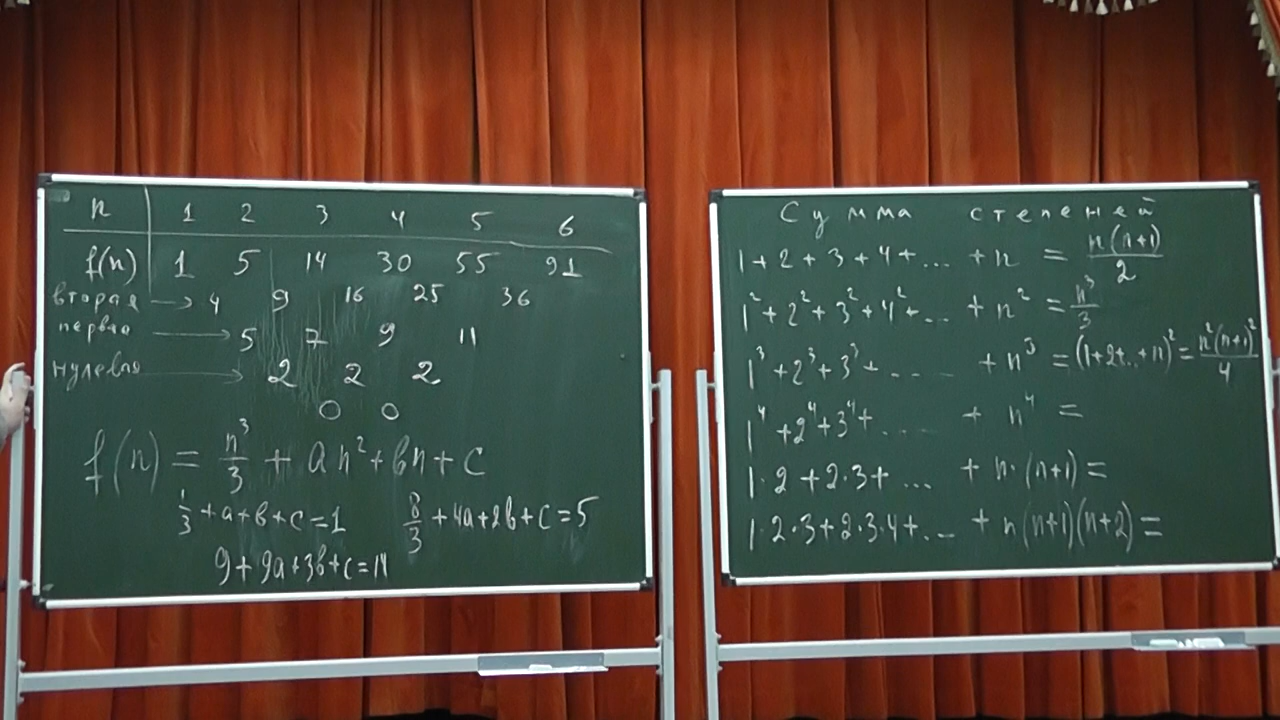 n 1 2 3 4 5 6
f(n) 1 5 14 30 55 91
вторая → 4 9 16 25 36
первая → 5 7 9 11
нулевая → 2 2 2
0 0
f(n) = n³/3 + an² + bn + c
1/3 + a + b + c = 1 8/3 + 4a + 2b + c = 5
9 + 9a + 3b + c = 14
Сумма степеней
1 + 2 + 3 + 4 + ... + n = n(n+1)/2
1² + 2² + 3² + 4² + ... + n² = n³/3
1³ + 2³ + 3³ + .... + n³ = (1+2+..+n)² = n²(n+1)²/4
1⁴ + 2⁴ + 3⁴ + .... + n⁴ =
1·2 + 2·3 + ... + n·(n+1) =
1·2·3 + 2·3·4 + ... + n(n+1)(n+2) =